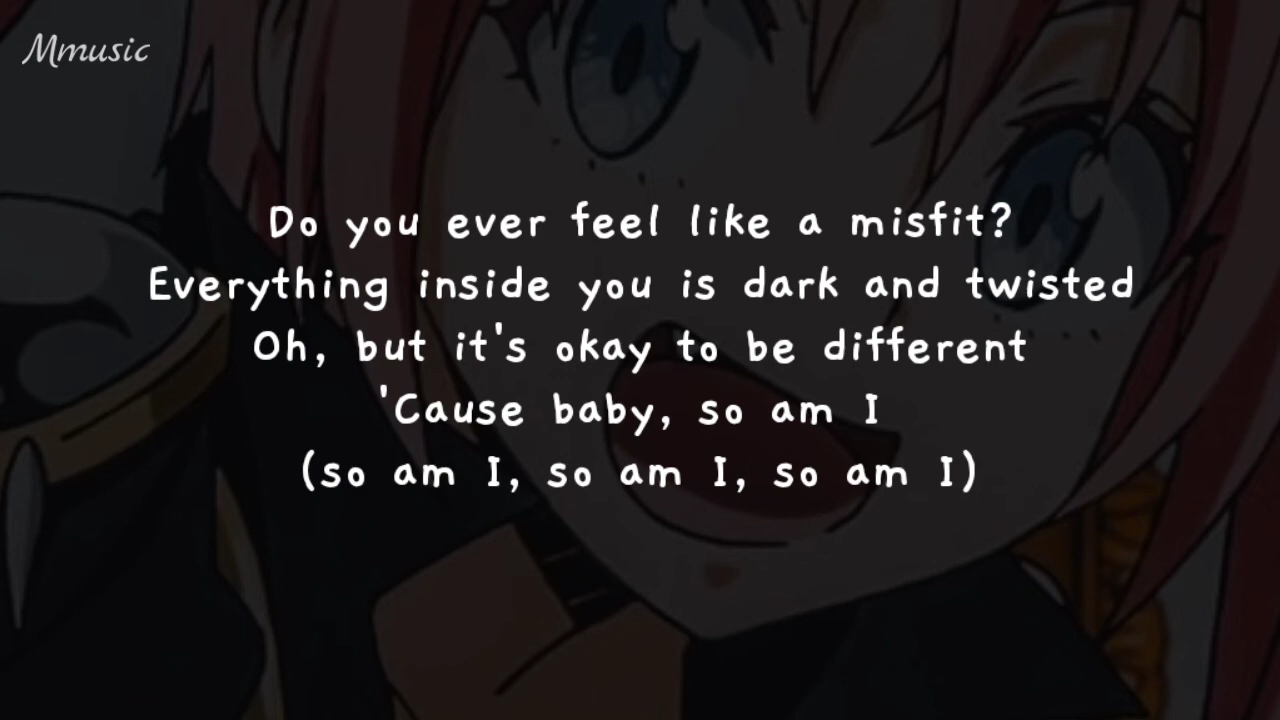 Mmusic
Do you ever feel like a misfit?
Everything inside you is dark and twisted
Oh, but it's okay to be different
'Cause baby, so am I
(so am I, so am I, so am I)